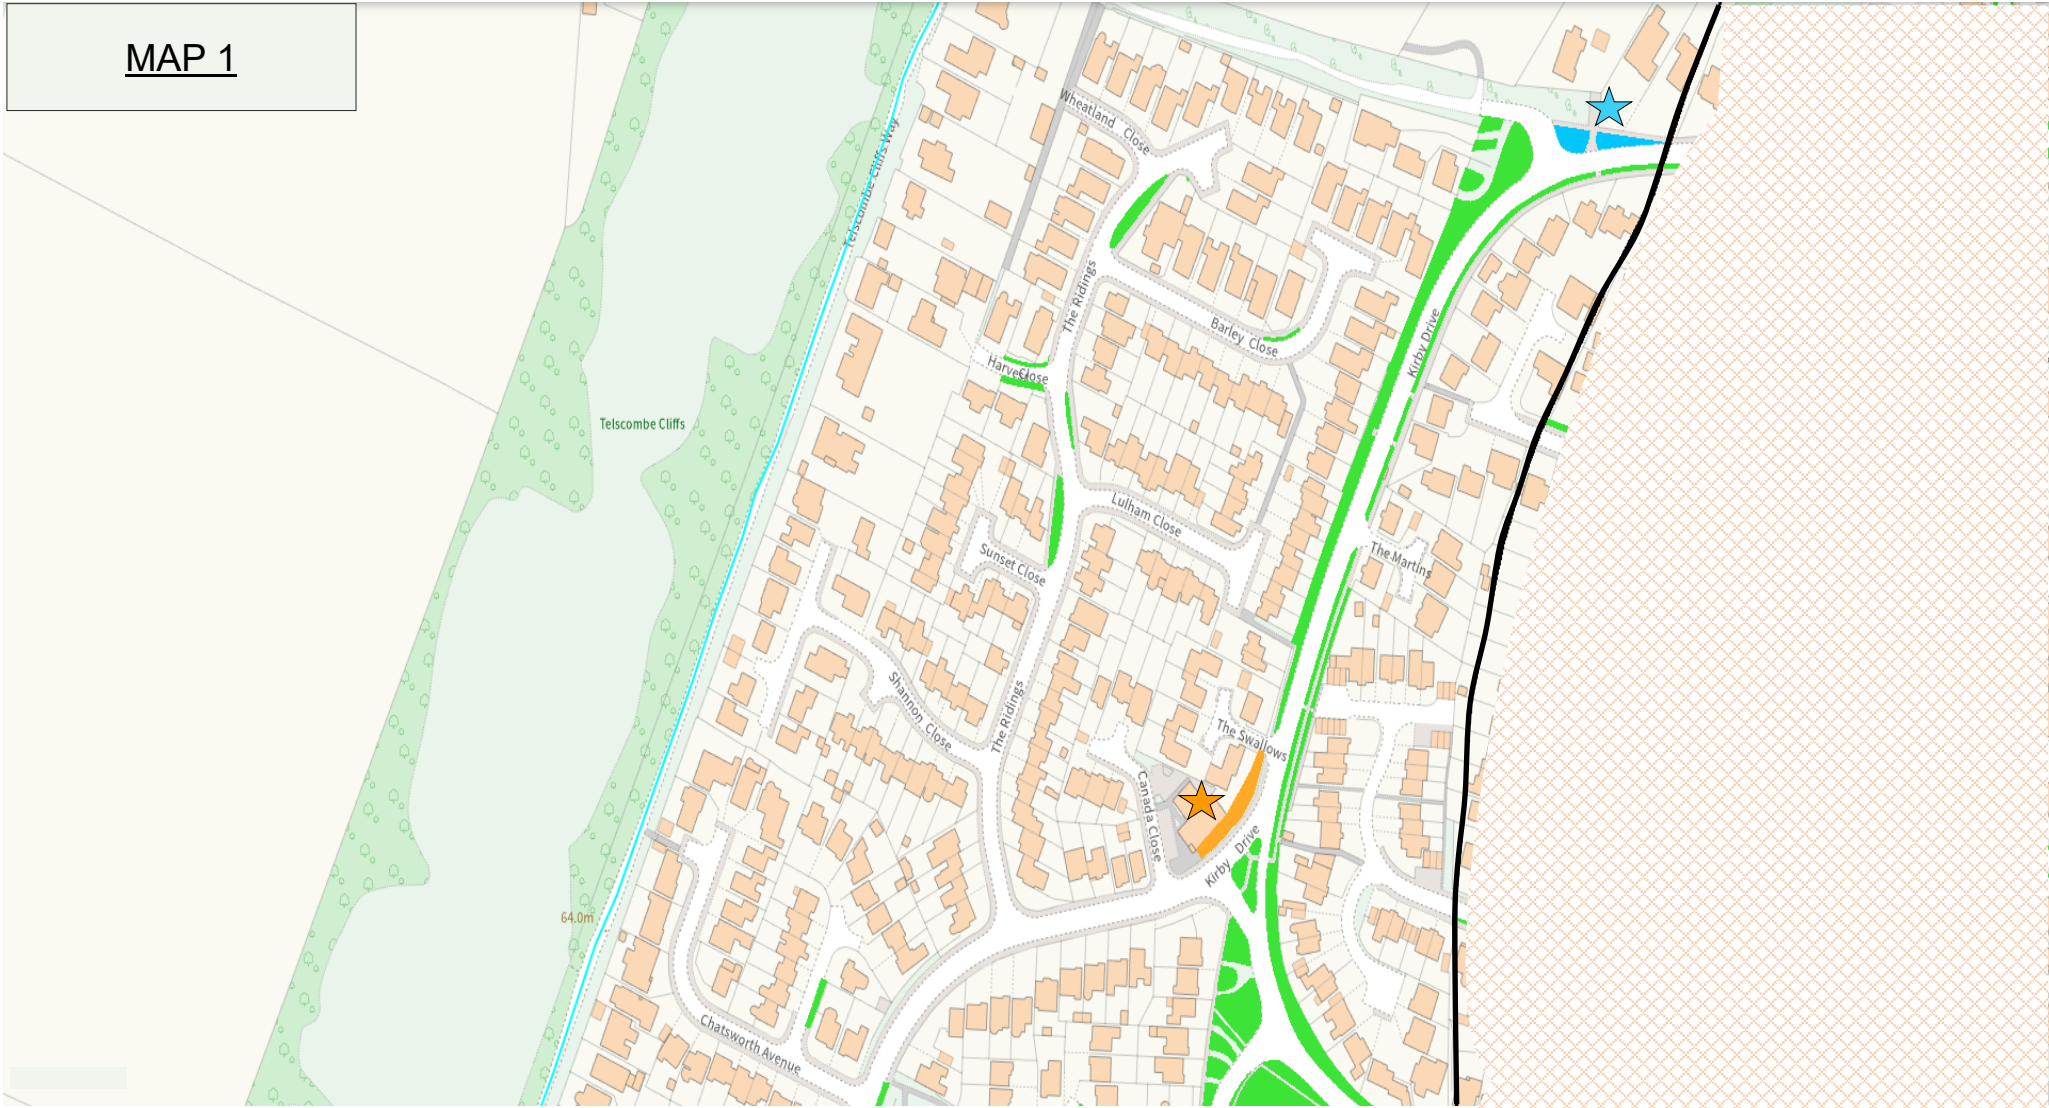 MAP 1
Wheatland Close
Telscombe Cliffs Way
The Ridings
Barley Close
Kirby Drive
Harvest Close
Telscombe Cliffs
Lulham Close
Sunset Close
The Martins
Shannon Close
The Ridings
The Swallows
Canada Close
Kirby Drive
64.0m
Chatsworth Avenue